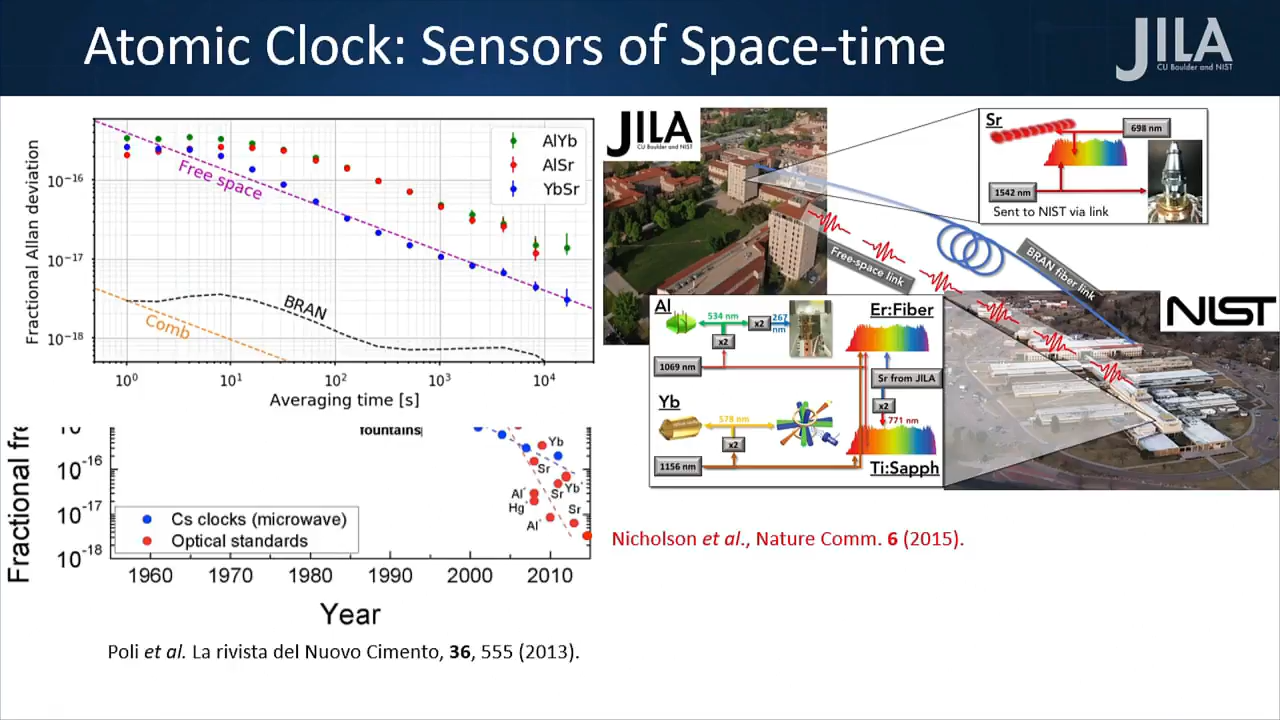 Atomic Clock: Sensors of Space-time
JILA
CU Boulder and NIST
Fractional Allan deviation
10⁻¹⁶
10⁻¹⁷
10⁻¹⁸
Free space
BRAN
Comb
AlYb
AlSr
YbSr
10⁰ 10¹ 10² 10³ 10⁴
Averaging time [s]
JILA
CU Boulder and NIST
Sr
698 nm
1542 nm
Sent to NIST via link
Free-space link
BRAN fiber link
NIST
Al
534 nm
x2
267
nm
x2
1069 nm
Er:Fiber
Sr from JILA
x2
771 nm
Yb
578 nm
x2
1156 nm
Ti:Sapph
Fractional fre
fountains
10⁻¹⁶
10⁻¹⁷
10⁻¹⁸
Yb
Sr
Sr
Yb
Al⁺
Hg⁺
Sr
Al⁺
Cs clocks (microwave)
Optical standards
1960 1970 1980 1990 2000 2010
Year
Nicholson et al., Nature Comm. 6 (2015).
Poli et al. La rivista del Nuovo Cimento, 36, 555 (2013).